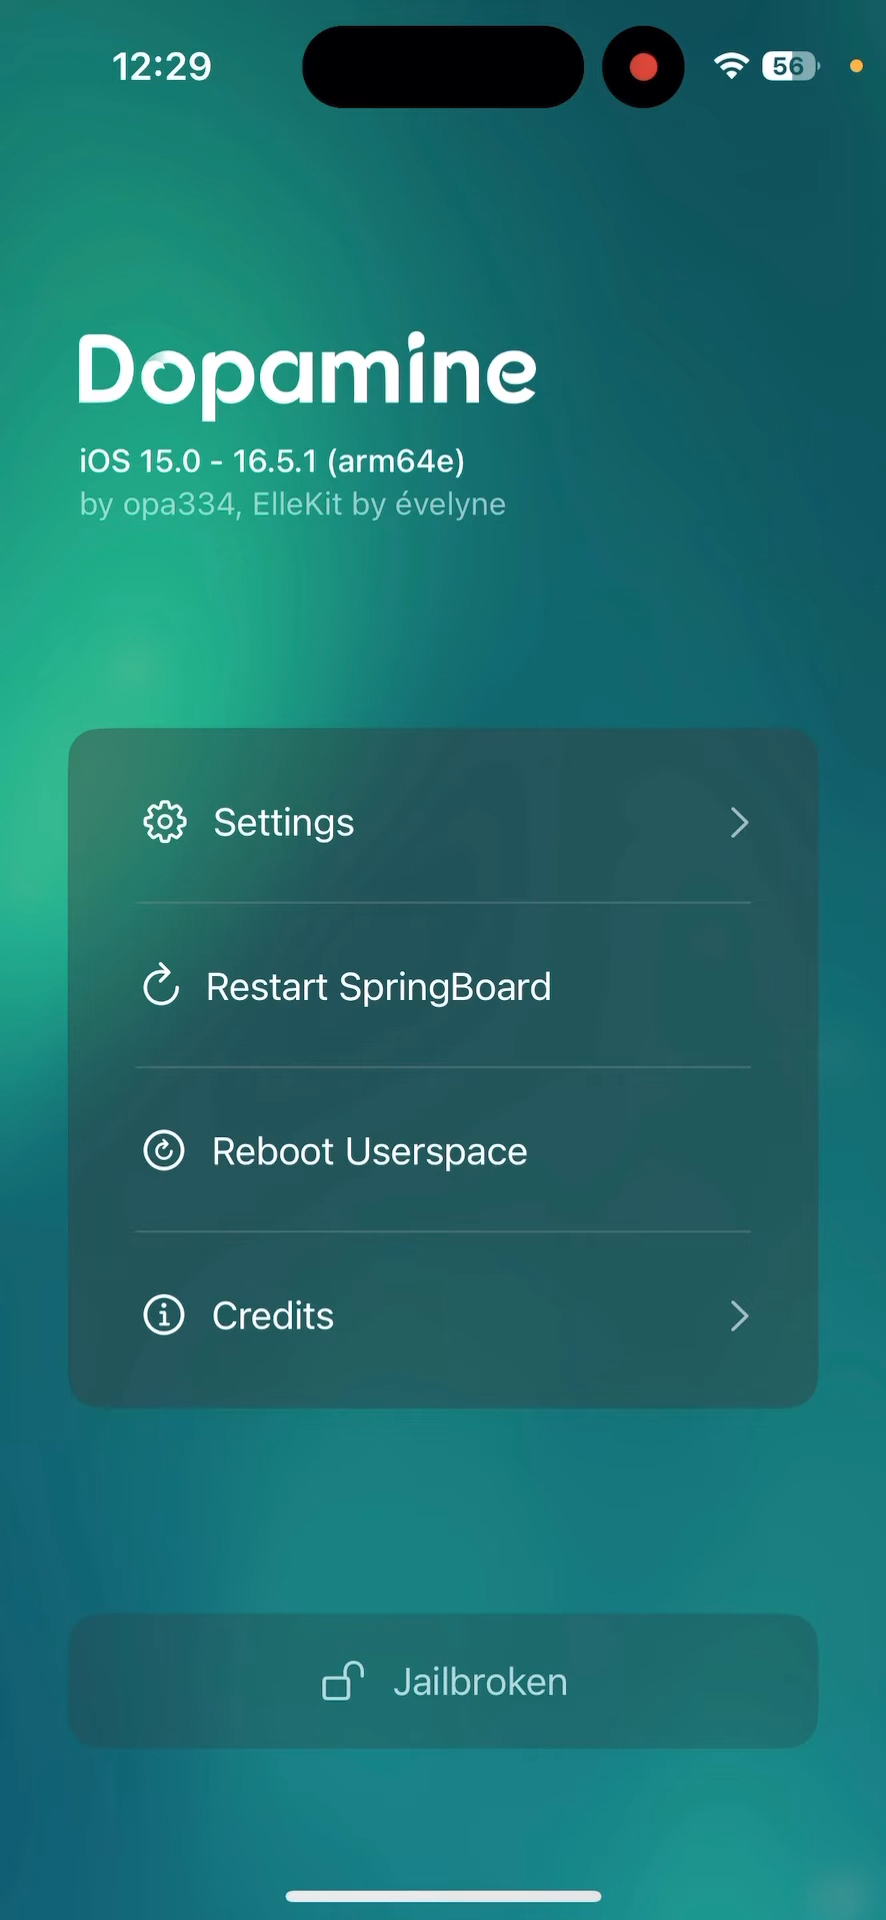 12:29
56
Dopamine
iOS 15.0 - 16.5.1 (arm64e)
by opa334, ElleKit by évelyne
Settings
Restart SpringBoard
Reboot Userspace
Credits
Jailbroken